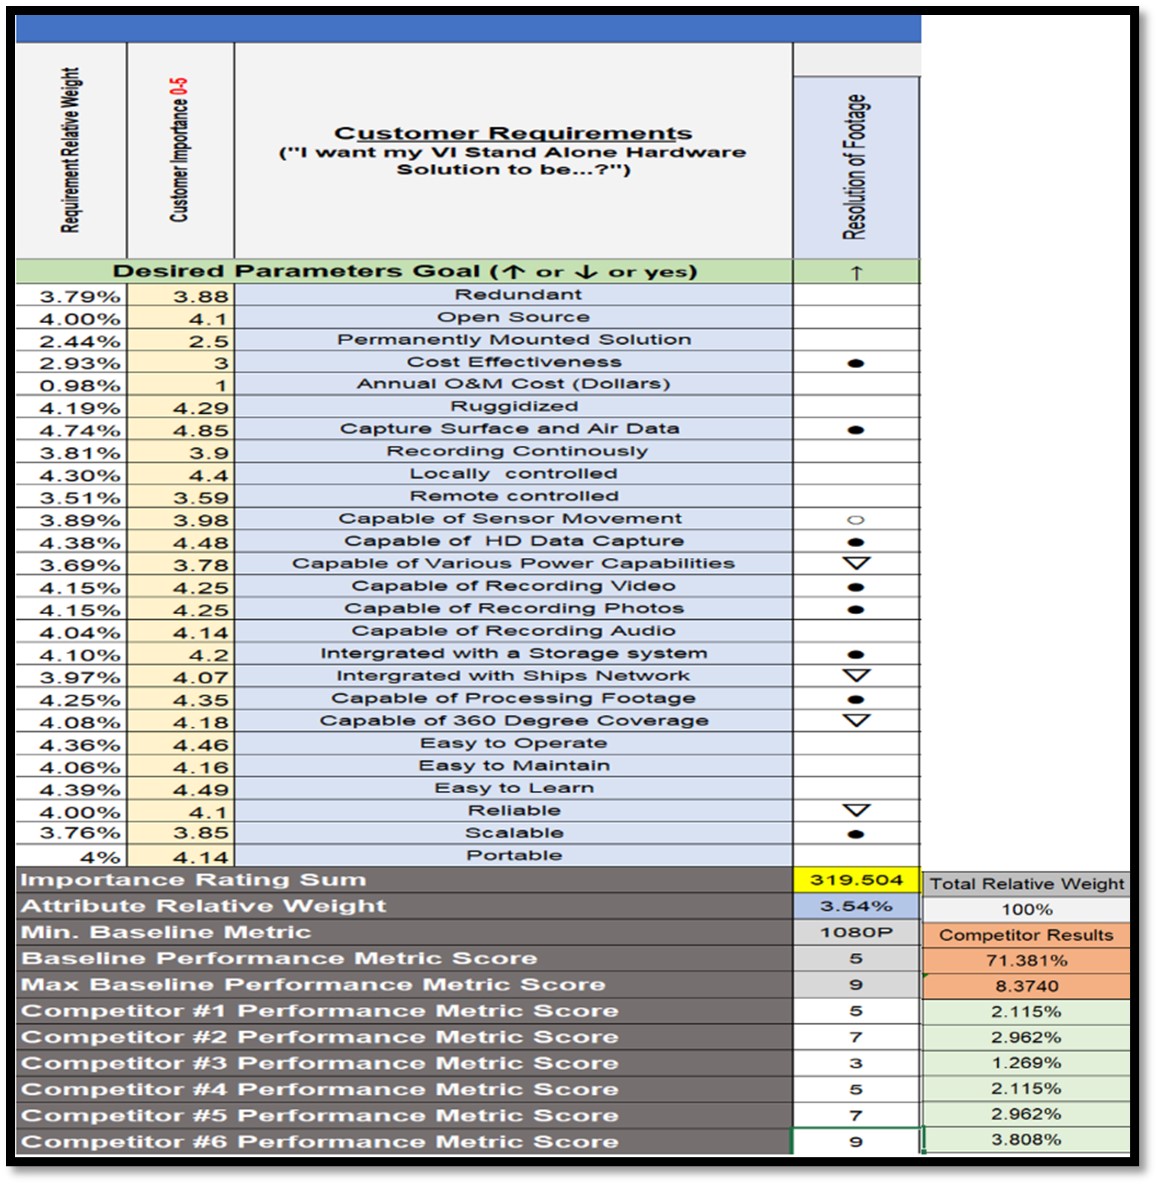 Requirement Relative Weight
Customer Importance 0-5
Customer Requirements
("I want my VI Stand Alone Hardware
Solution to be...?")
Resolution of Footage
Desired Parameters Goal (↑ or ↓ or yes) ↑
3.79% 3.88 Redundant
4.00% 4.1 Open Source
2.44% 2.5 Permanently Mounted Solution
2.93% 3 Cost Effectiveness ●
0.98% 1 Annual O&M Cost (Dollars)
4.19% 4.29 Ruggidized
4.74% 4.85 Capture Surface and Air Data ●
3.81% 3.9 Recording Continously
4.30% 4.4 Locally controlled
3.51% 3.59 Remote controlled
3.89% 3.98 Capable of Sensor Movement ○
4.38% 4.48 Capable of HD Data Capture ●
3.69% 3.78 Capable of Various Power Capabilities ▽
4.15% 4.25 Capable of Recording Video ●
4.15% 4.25 Capable of Recording Photos ●
4.04% 4.14 Capable of Recording Audio
4.10% 4.2 Intergrated with a Storage system ●
3.97% 4.07 Intergrated with Ships Network ▽
4.25% 4.35 Capable of Processing Footage ●
4.08% 4.18 Capable of 360 Degree Coverage ▽
4.36% 4.46 Easy to Operate
4.06% 4.16 Easy to Maintain
4.39% 4.49 Easy to Learn
4.00% 4.1 Reliable ▽
3.76% 3.85 Scalable ●
4% 4.14 Portable
Importance Rating Sum 319.504 Total Relative Weight
Attribute Relative Weight 3.54% 100%
Min. Baseline Metric 1080P Competitor Results
Baseline Performance Metric Score 5 71.381%
Max Baseline Performance Metric Score 9 8.3740
Competitor #1 Performance Metric Score 5 2.115%
Competitor #2 Performance Metric Score 7 2.962%
Competitor #3 Performance Metric Score 3 1.269%
Competitor #4 Performance Metric Score 5 2.115%
Competitor #5 Performance Metric Score 7 2.962%
Competitor #6 Performance Metric Score 9 3.808%